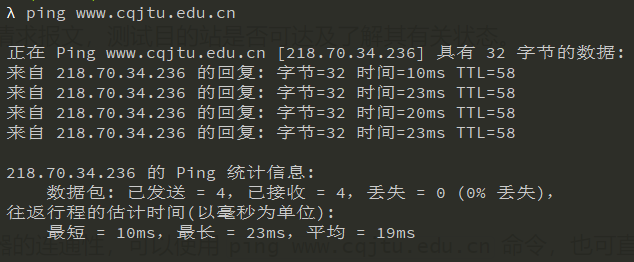 λ ping www.cqjtu.edu.cn
正在 Ping www.cqjtu.edu.cn [218.70.34.236] 具有 32 字节的数据:
来自 218.70.34.236 的回复: 字节=32 时间=10ms TTL=58
来自 218.70.34.236 的回复: 字节=32 时间=23ms TTL=58
来自 218.70.34.236 的回复: 字节=32 时间=20ms TTL=58
来自 218.70.34.236 的回复: 字节=32 时间=23ms TTL=58
218.70.34.236 的 Ping 统计信息:
数据包: 已发送 = 4，已接收 = 4，丢失 = 0 (0% 丢失)，
往返行程的估计时间(以毫秒为单位):
最短 = 10ms，最长 = 23ms，平均 = 19ms